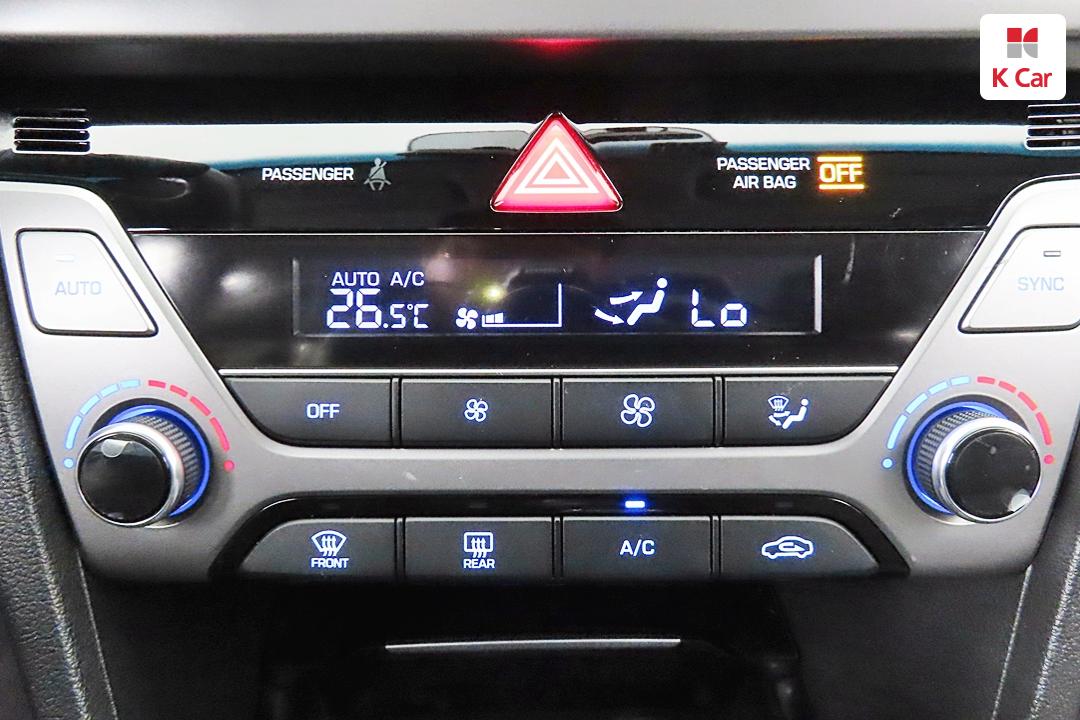 K Car
PASSENGER
PASSENGER
AIR BAG
OFF
AUTO
AUTO A/C
26.5°C
Lo
SYNC
OFF
FRONT
REAR
A/C